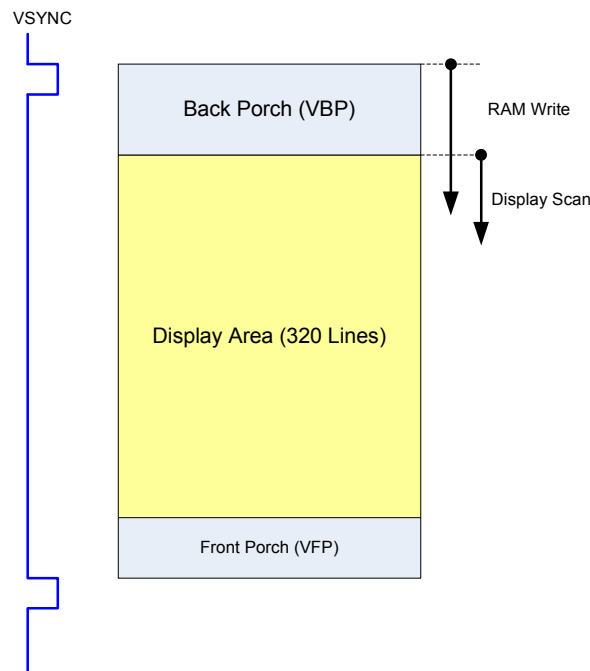 VSYNC
Back Porch (VBP)
RAM Write
Display Scan
Display Area (320 Lines)
Front Porch (VFP)